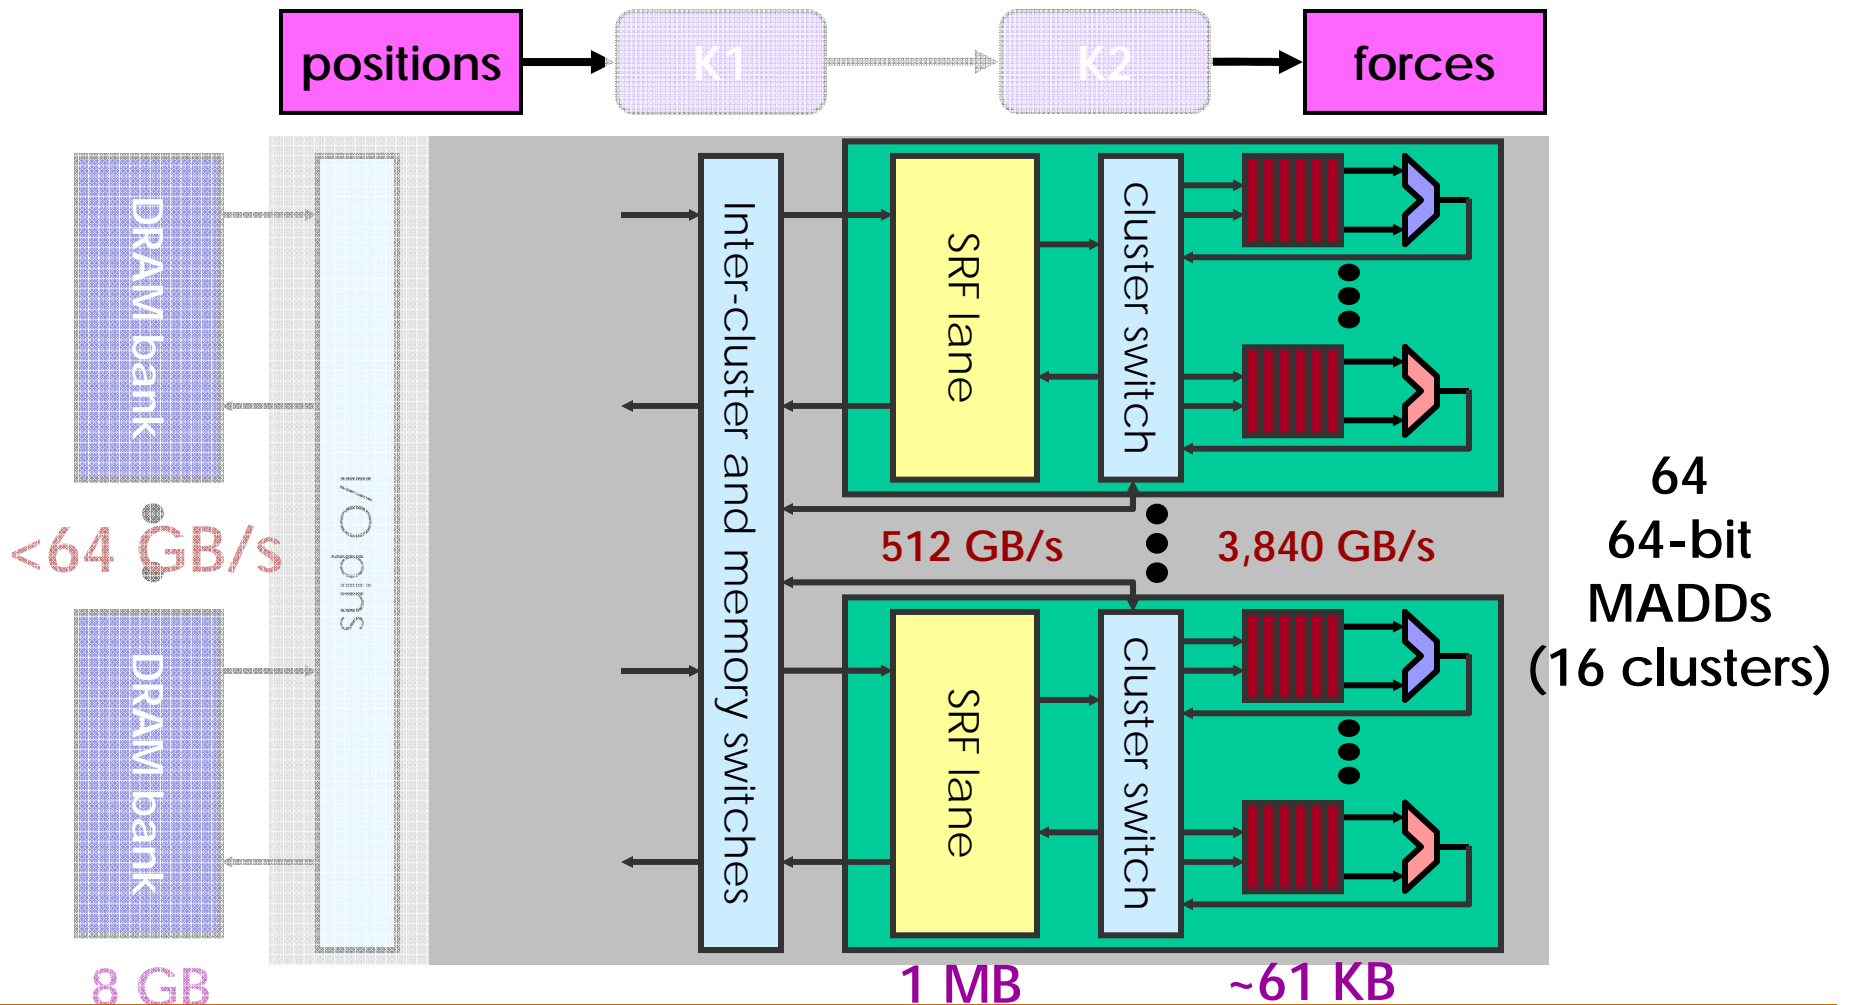 positions
K1
K2
forces
DRAM bank
I/O pins
Inter-cluster and memory switches
SRF lane
cluster switch
<64 GB/s
512 GB/s
3,840 GB/s
64
64-bit
MADDs
(16 clusters)
DRAM bank
SRF lane
cluster switch
8 GB
1 MB
~61 KB